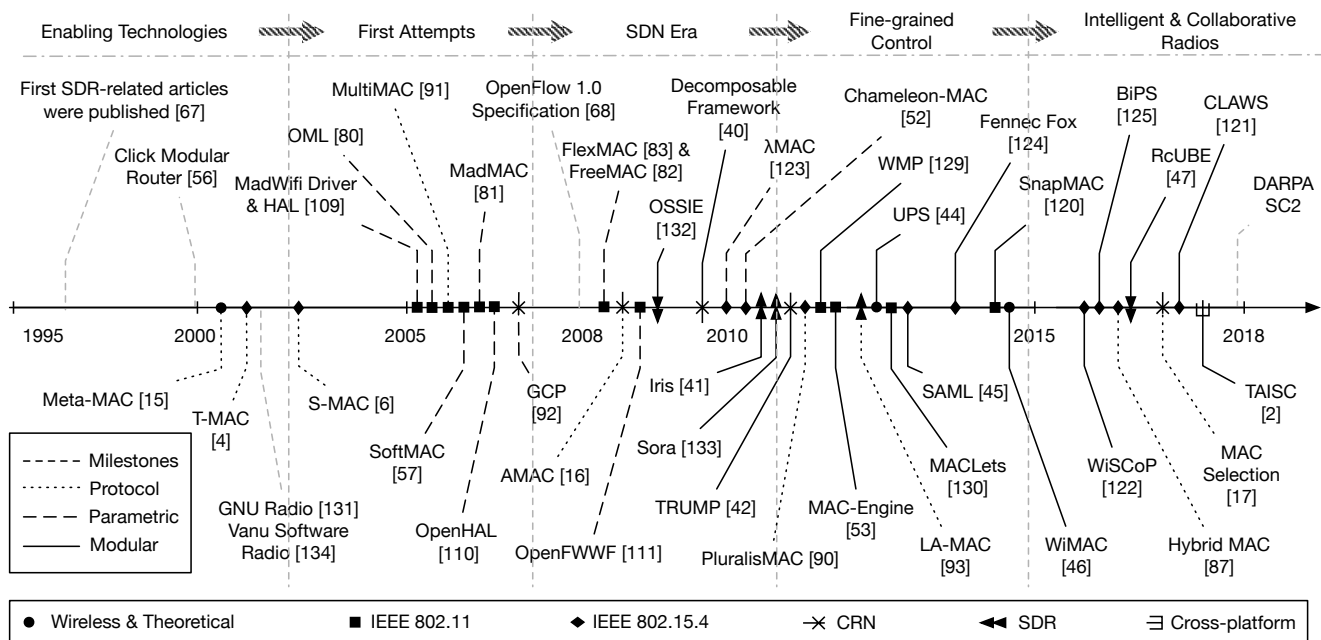 Enabling Technologies
First Attempts
SDN Era
Fine-grained
Control
Intelligent & Collaborative
Radios
First SDR-related articles
were published [67]
Click Modular
Router [56]
MadWifi Driver
& HAL [109]
OML [80]
MultiMAC [91]
MadMAC
[81]
OpenFlow 1.0
Specification [68]
FlexMAC [83] &
FreeMAC [82]
OSSIE
[132]
Decomposable
Framework
[40]
λMAC
[123]
Chameleon-MAC
[52]
WMP [129]
UPS [44]
Fennec Fox
[124]
SnapMAC
[120]
BiPS
[125]
RcUBE
[47]
CLAWS
[121]
DARPA
SC2
1995
2000
2005
2008
2010
2015
2018
Meta-MAC [15]
T-MAC
[4]
GNU Radio [131]
Vanu Software
Radio [134]
S-MAC [6]
SoftMAC
[57]
OpenHAL
[110]
GCP
[92]
AMAC [16]
OpenFWWF [111]
Iris [41]
Sora [133]
TRUMP [42]
PluralisMAC [90]
MAC-Engine
[53]
LA-MAC
[93]
MACLets
[130]
SAML [45]
WiMAC
[46]
WiSCoP
[122]
Hybrid MAC
[87]
MAC
Selection
[17]
TAISC
[2]
Milestones
Protocol
Parametric
Modular
Wireless & Theoretical
IEEE 802.11
IEEE 802.15.4
CRN
SDR
Cross-platform